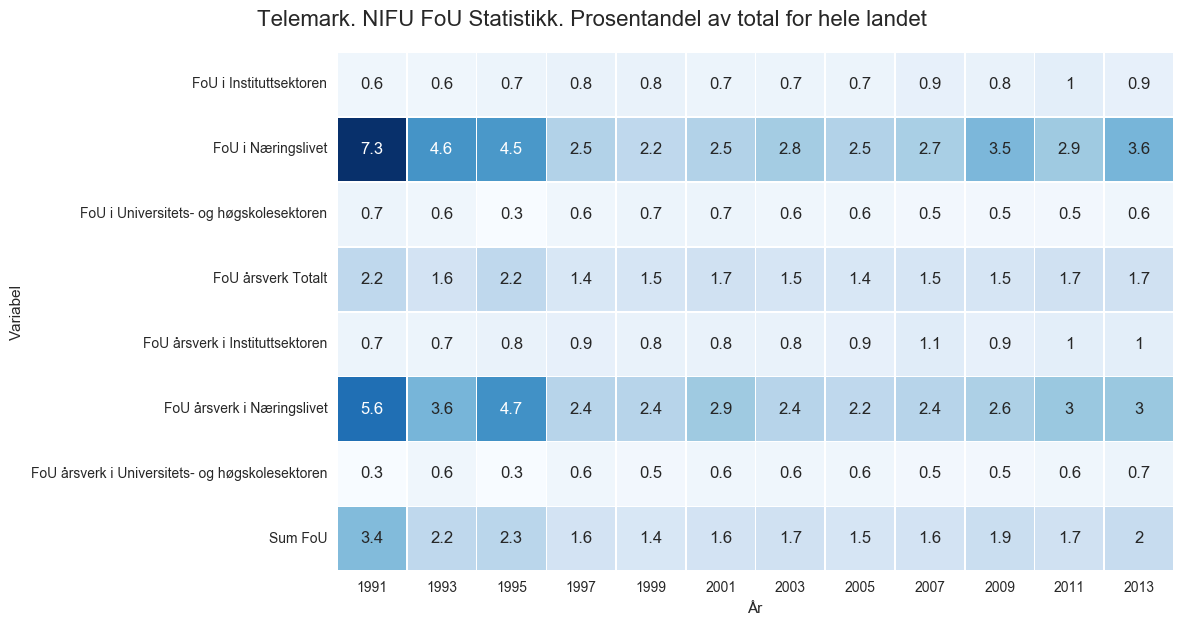 Telemark. NIFU FoU Statistikk. Prosentandel av total for hele landet
Variabel
FoU i Instituttsektoren 0.6 0.6 0.7 0.8 0.8 0.7 0.7 0.7 0.9 0.8 1 0.9
FoU i Næringslivet 7.3 4.6 4.5 2.5 2.2 2.5 2.8 2.5 2.7 3.5 2.9 3.6
FoU i Universitets- og høgskolesektoren 0.7 0.6 0.3 0.6 0.7 0.7 0.6 0.6 0.5 0.5 0.5 0.6
FoU årsverk Totalt 2.2 1.6 2.2 1.4 1.5 1.7 1.5 1.4 1.5 1.5 1.7 1.7
FoU årsverk i Instituttsektoren 0.7 0.7 0.8 0.9 0.8 0.8 0.8 0.9 1.1 0.9 1 1
FoU årsverk i Næringslivet 5.6 3.6 4.7 2.4 2.4 2.9 2.4 2.2 2.4 2.6 3 3
FoU årsverk i Universitets- og høgskolesektoren 0.3 0.6 0.3 0.6 0.5 0.6 0.6 0.6 0.5 0.5 0.6 0.7
Sum FoU 3.4 2.2 2.3 1.6 1.4 1.6 1.7 1.5 1.6 1.9 1.7 2
1991 1993 1995 1997 1999 2001 2003 2005 2007 2009 2011 2013
År